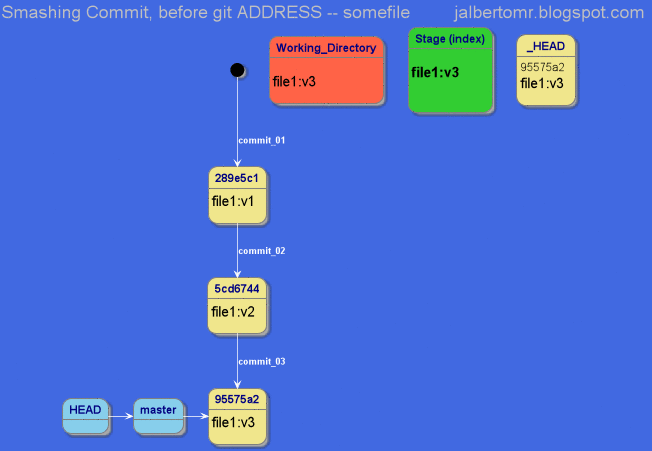 Smashing Commit, before git ADDRESS -- somefile jalbertomr.blogspot.com
Working_Directory
file1:v3
Stage (index)
file1:v3
_HEAD
95575a2
file1:v3
commit_01
289e5c1
file1:v1
commit_02
5cd6744
file1:v2
commit_03
HEAD
master
95575a2
file1:v3